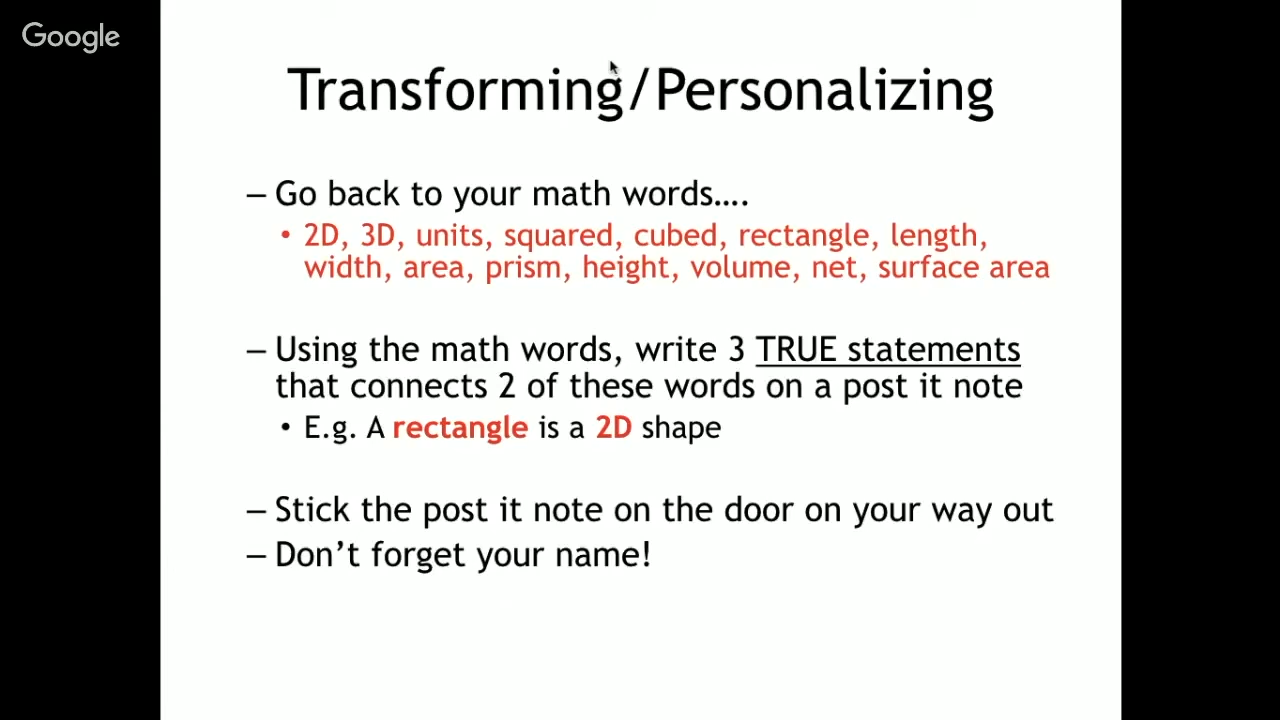 Google
Transforming/Personalizing
– Go back to your math words….
• 2D, 3D, units, squared, cubed, rectangle, length,
width, area, prism, height, volume, net, surface area
– Using the math words, write 3 TRUE statements
that connects 2 of these words on a post it note
• E.g. A rectangle is a 2D shape
– Stick the post it note on the door on your way out
– Don’t forget your name!